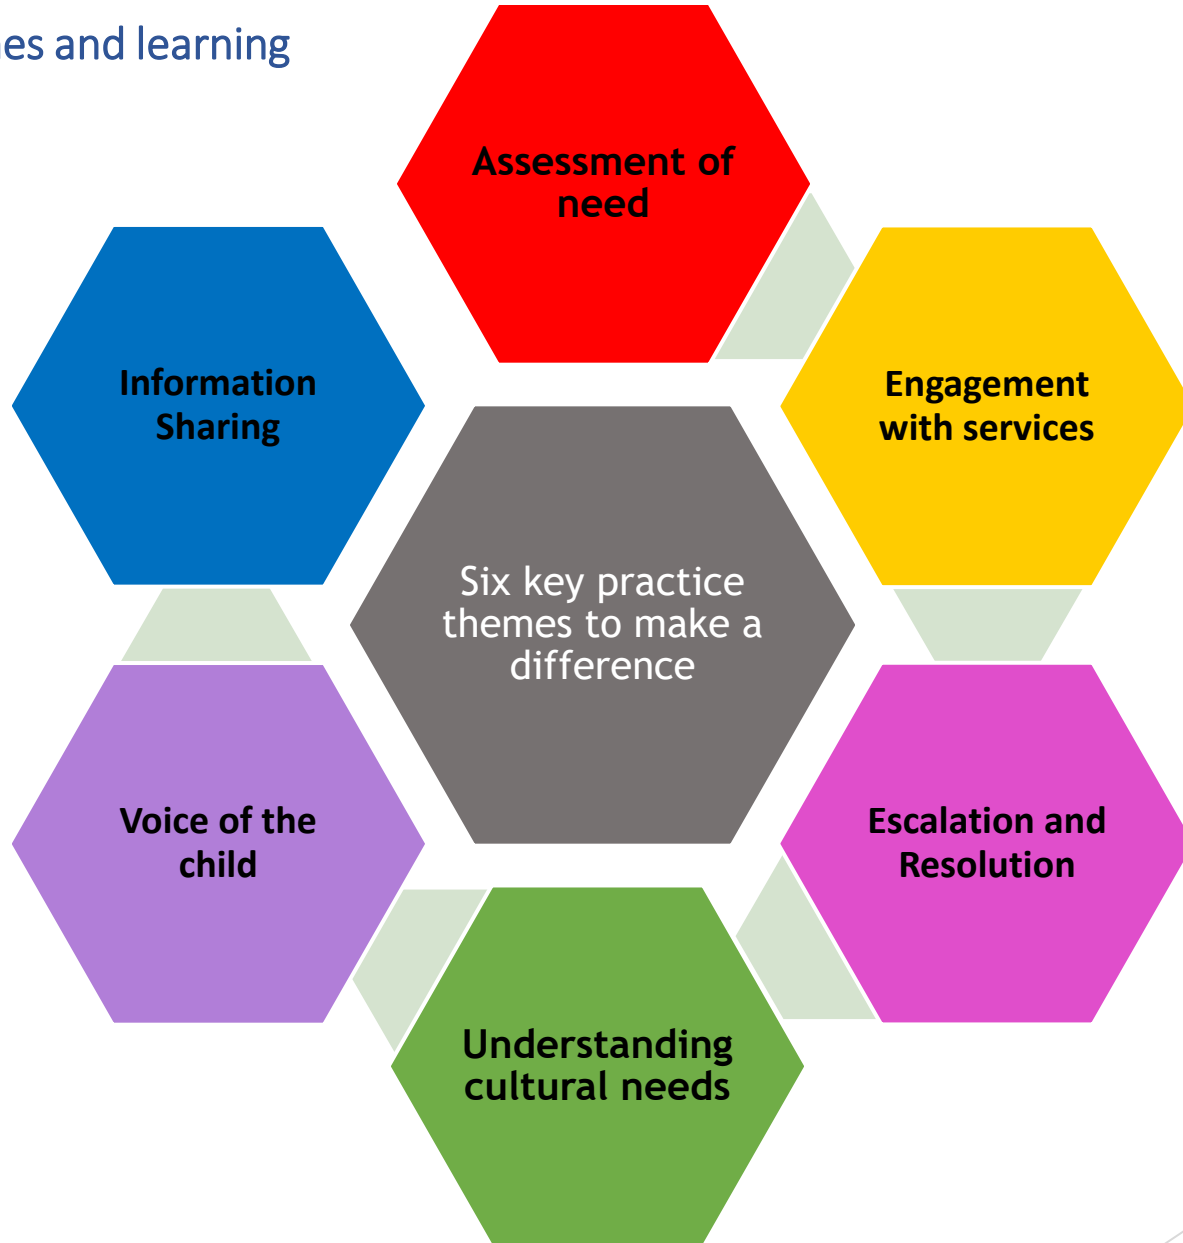 and learning
Assessment of
need
Information
Sharing
Engagement
with services
Six key practice
themes to make a
difference
Voice of the
child
Escalation and
Resolution
Understanding
cultural needs